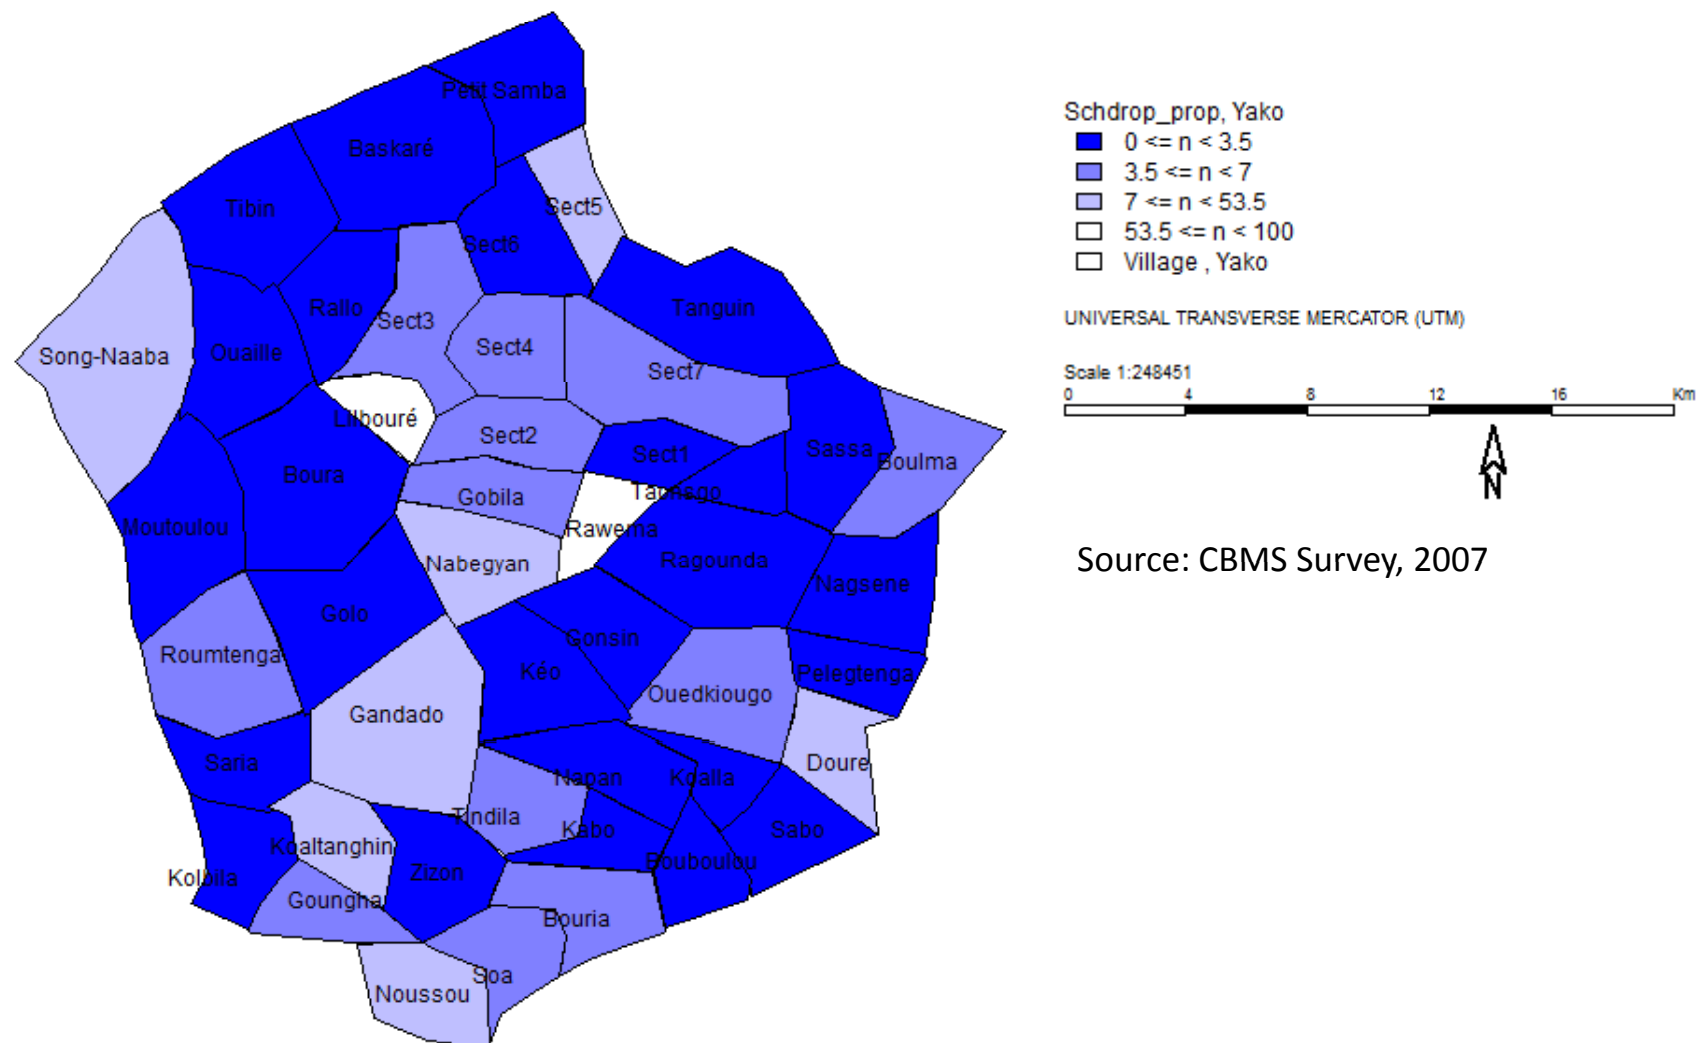 Petit Samba
Baskaré
Tibin
Sect5
Sect6
Rallo
Sect3
Tanguin
Song-Naaba
Ouaille
Sect4
Sect7
Lilbouré
Sect2
Sect1
Sassa
Boulma
Boura
Gobila
Taonsgo
Moutoulou
Rawema
Nabegyan
Ragounda
Nagsene
Golo
Gonsin
Roumtenga
Kéo
Pelegtenga
Ouedkiougo
Gandado
Saria
Napan
Koalla
Doure
Tindila
Kabo
Sabo
Koaltanghin
Bouboulou
Zizon
Kolbila
Goungha
Bouria
Soa
Noussou
Schdrop_prop, Yako
0 <= n < 3.5
3.5 <= n < 7
7 <= n < 53.5
53.5 <= n < 100
Village , Yako
UNIVERSAL TRANSVERSE MERCATOR (UTM)
Scale 1:248451
0 4 8 12 16 Km
N
Source: CBMS Survey, 2007